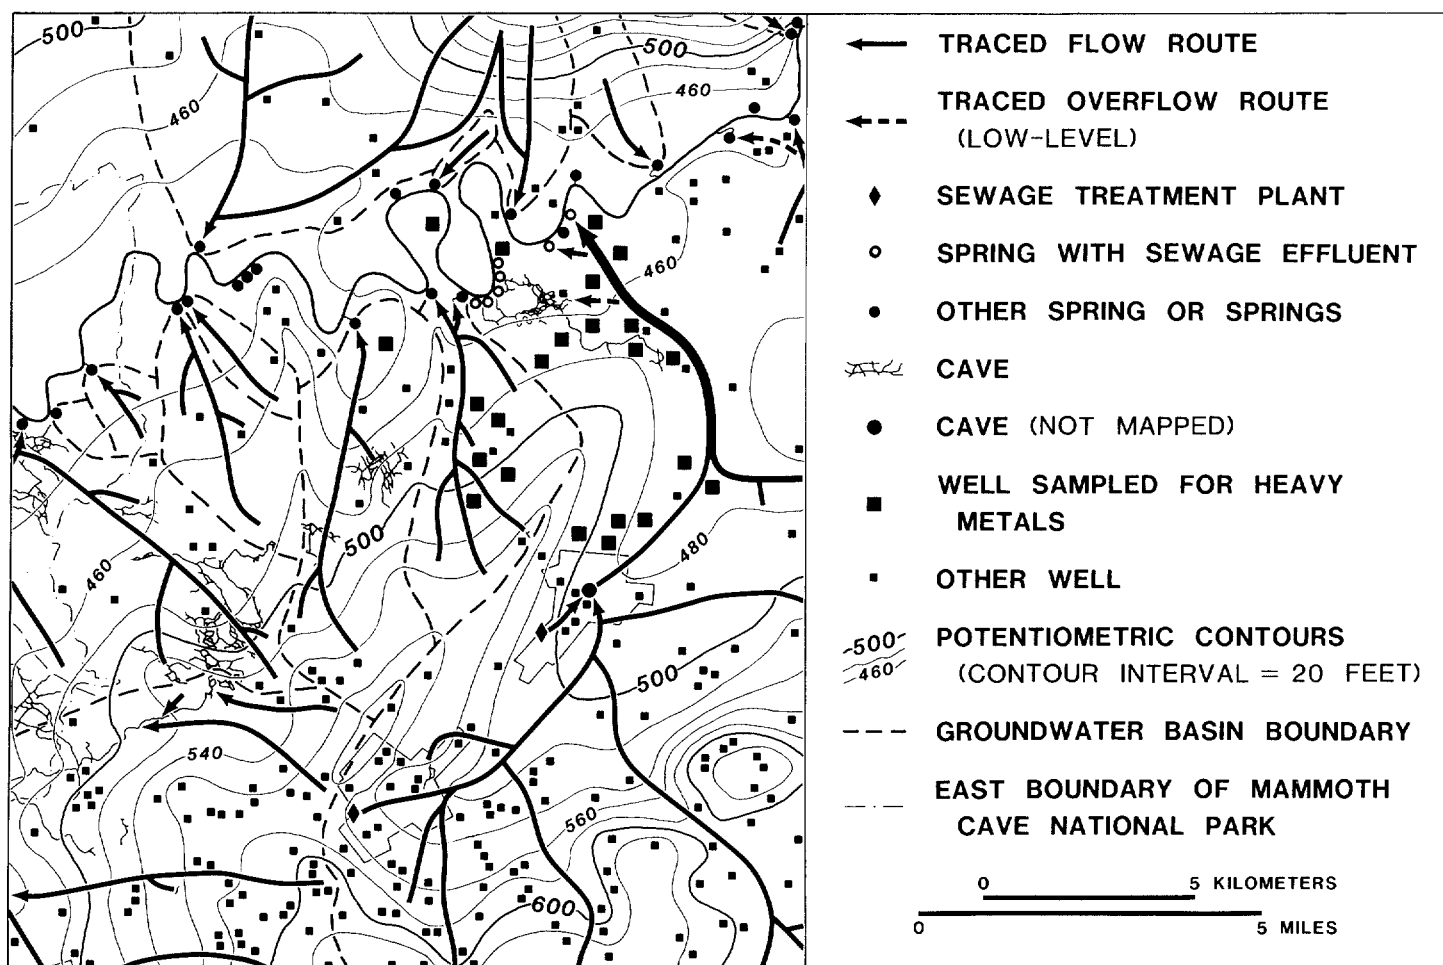 500
500
460
460
460
500
460
480
500
540
560
600
TRACED FLOW ROUTE
TRACED OVERFLOW ROUTE
(LOW-LEVEL)
SEWAGE TREATMENT PLANT
SPRING WITH SEWAGE EFFLUENT
OTHER SPRING OR SPRINGS
CAVE
CAVE (NOT MAPPED)
WELL SAMPLED FOR HEAVY
METALS
OTHER WELL
500 POTENTIOMETRIC CONTOURS
460 (CONTOUR INTERVAL = 20 FEET)
GROUNDWATER BASIN BOUNDARY
EAST BOUNDARY OF MAMMOTH
CAVE NATIONAL PARK
0 5 KILOMETERS
0 5 MILES